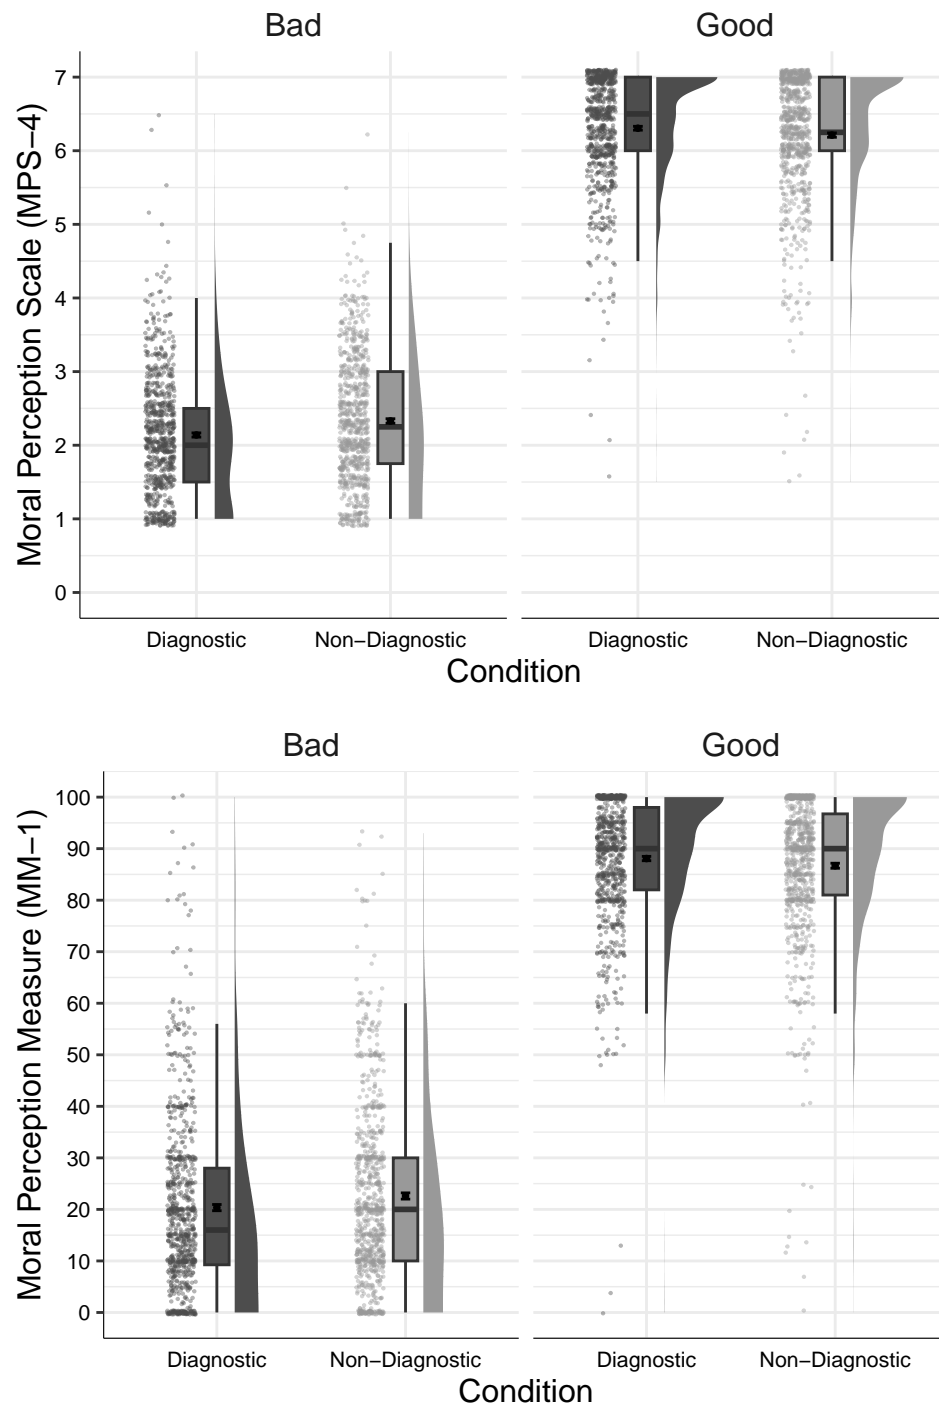 Bad Good
Moral Perception Scale (MPS−4)
7
6
5
4
3
2
1
0
Diagnostic Non−Diagnostic Diagnostic Non−Diagnostic
Condition
Bad Good
Moral Perception Measure (MM−1)
100
90
80
70
60
50
40
30
20
10
0
Diagnostic Non−Diagnostic Diagnostic Non−Diagnostic
Condition